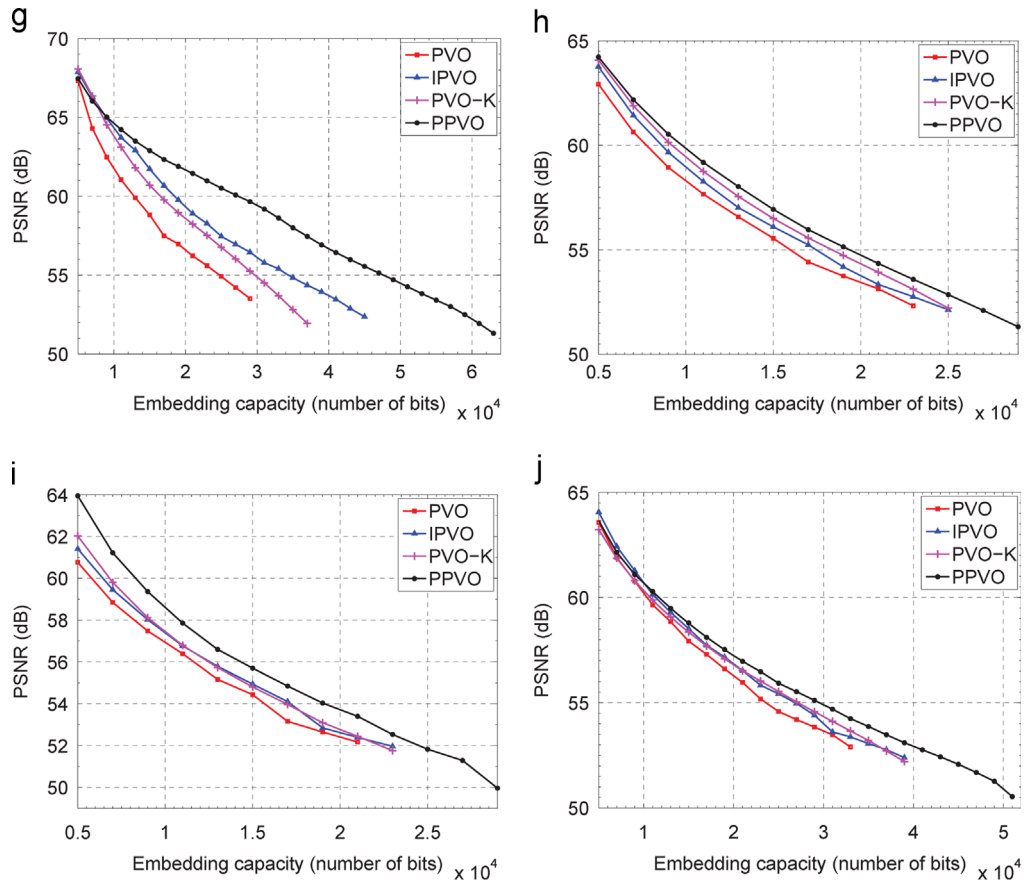 g
70
65
60
55
50
PSNR (dB)
1 2 3 4 5 6
Embedding capacity (number of bits)
x 10^4
PVO
IPVO
PVO−K
PPVO
h
65
60
55
50
PSNR (dB)
0.5 1 1.5 2 2.5
Embedding capacity (number of bits)
x 10^4
PVO
IPVO
PVO−K
PPVO
i
64
62
60
58
56
54
52
50
PSNR (dB)
0.5 1 1.5 2 2.5
Embedding capacity (number of bits)
x 10^4
PVO
IPVO
PVO−K
PPVO
j
65
60
55
50
PSNR (dB)
1 2 3 4 5
Embedding capacity (number of bits)
x 10^4
PVO
IPVO
PVO−K
PPVO